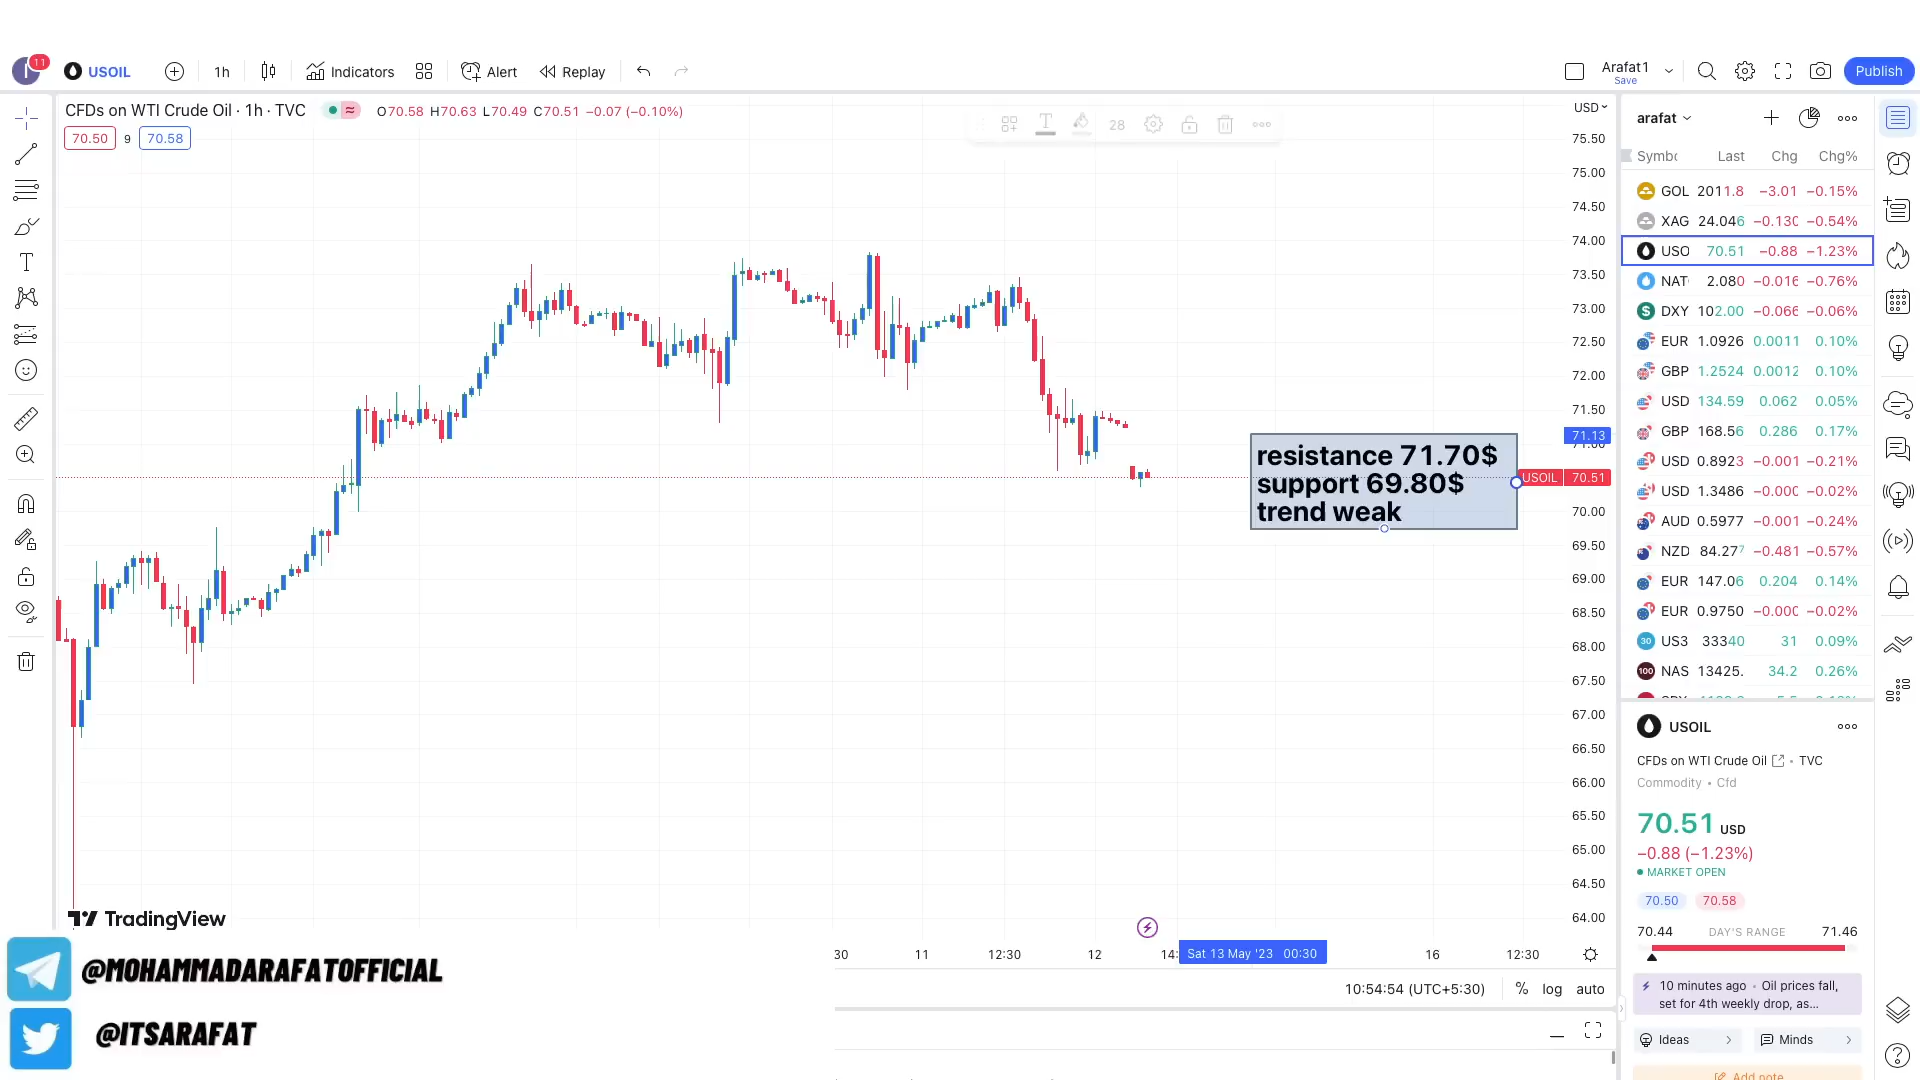 11
USOIL
1h
Indicators
Alert
Replay
Arafat1
Save
Publish
CFDs on WTI Crude Oil · 1h · TVC
O70.58 H70.63 L70.49 C70.51 −0.07 (−0.10%)
70.50 9 70.58
28
USD
75.50
75.00
74.50
74.00
73.50
73.00
72.50
72.00
71.50
71.13
71.00
USOIL 70.51
70.00
69.50
69.00
68.50
68.00
67.50
67.00
66.50
66.00
65.50
65.00
64.50
64.00
resistance 71.70$
support 69.80$
trend weak
TradingView
30 11 12:30 12 14: Sat 13 May '23 00:30 16 12:30
10:54:54 (UTC+5:30) % log auto
@MOHAMMADARAFATOFFICIAL
@ITSARAFAT
arafat
Symbo Last Chg Chg%
GOL 2011.8 −3.01 −0.15%
XAG 24.046 −0.130 −0.54%
USO 70.51 −0.88 −1.23%
NAT 2.080 −0.016 −0.76%
DXY 102.00 −0.066 −0.06%
EUR 1.0926 0.0011 0.10%
GBP 1.2524 0.0012 0.10%
USD 134.59 0.062 0.05%
GBP 168.56 0.286 0.17%
USD 0.8923 −0.001 −0.21%
USD 1.3486 −0.000 −0.02%
AUD 0.5977 −0.001 −0.24%
NZD 84.277 −0.481 −0.57%
EUR 147.06 0.204 0.14%
EUR 0.9750 −0.000 −0.02%
30 US3 33340 31 0.09%
100 NAS 13425. 34.2 0.26%
USOIL
CFDs on WTI Crude Oil • TVC
Commodity • Cfd
70.51 USD
−0.88 (−1.23%)
MARKET OPEN
70.50 70.58
70.44 DAY'S RANGE 71.46
10 minutes ago • Oil prices fall,
set for 4th weekly drop, as...
Ideas
Minds
Add note